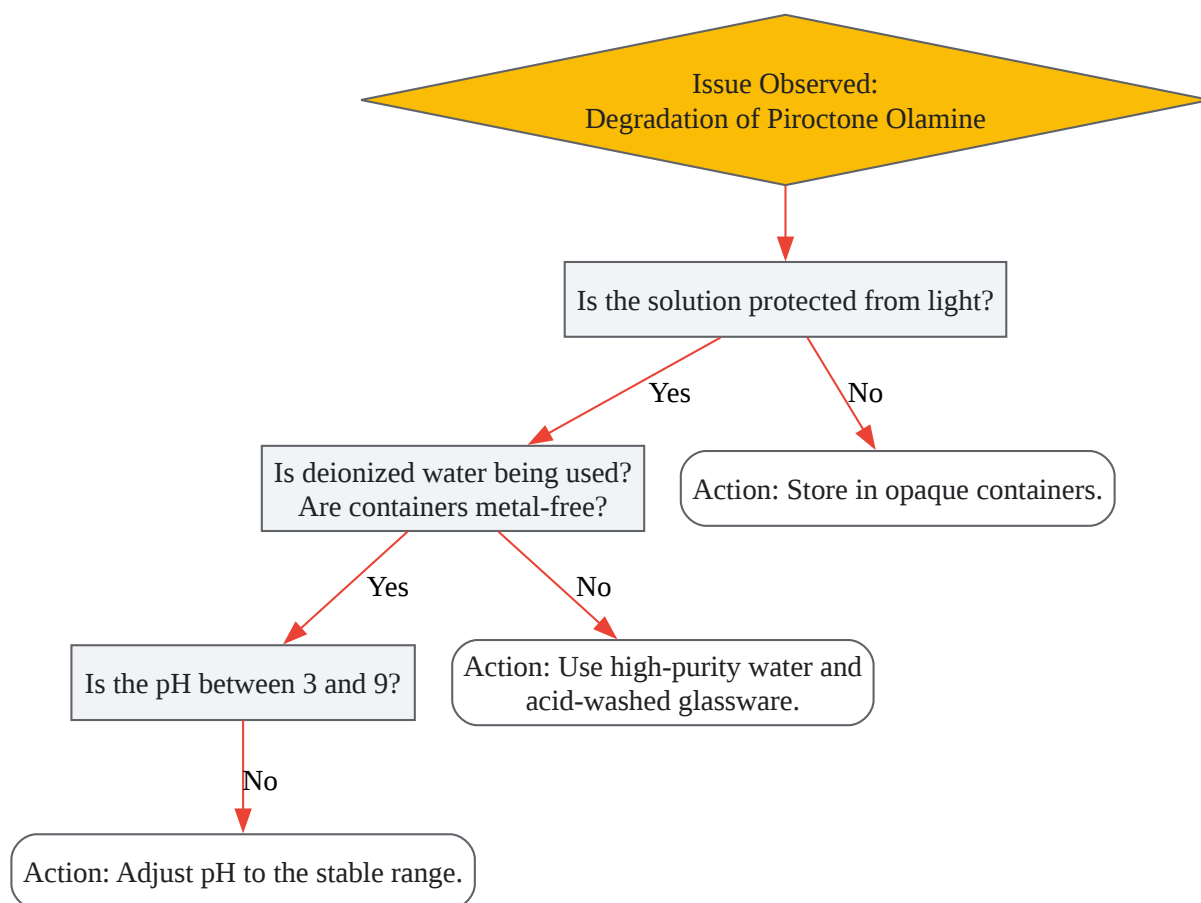 Issue Observed:
Degradation of Piroctone Olamine
Is the solution protected from light?
Yes
No
Is deionized water being used?
Are containers metal-free?
Action: Store in opaque containers.
Yes
No
Is the pH between 3 and 9?
Action: Use high-purity water and
acid-washed glassware.
No
Action: Adjust pH to the stable range.